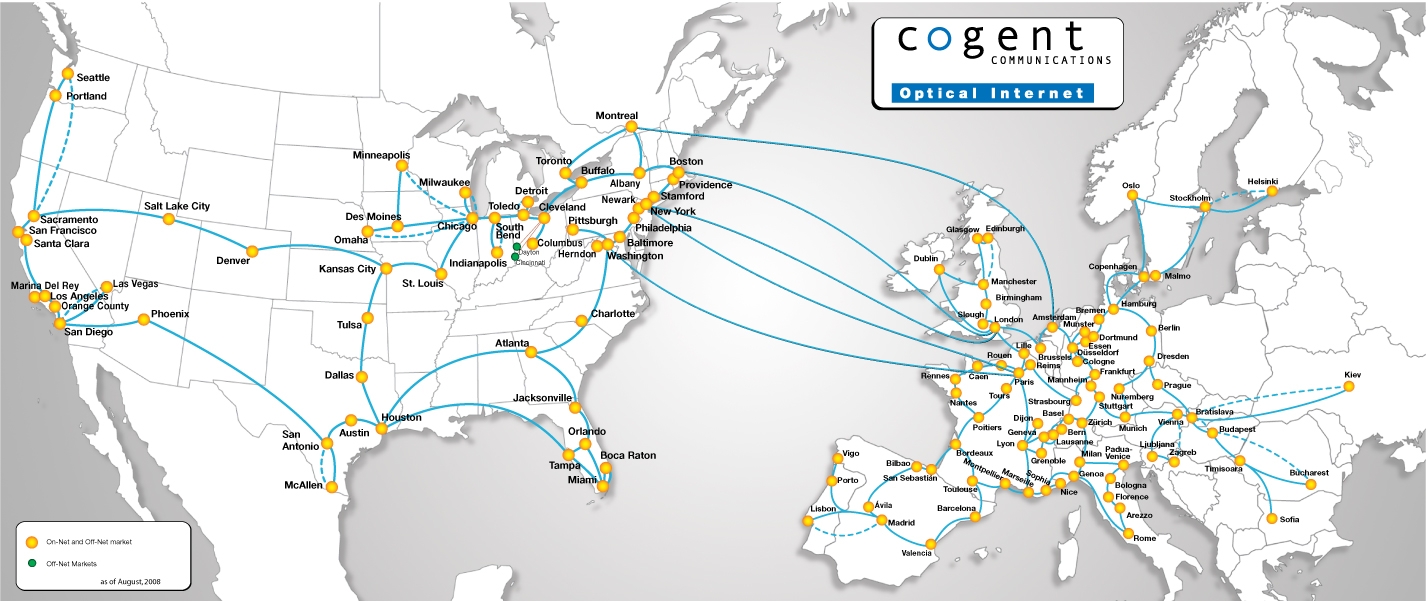 cogent
COMMUNICATIONS
Optical Internet
Seattle
Portland
Sacramento
San Francisco
Santa Clara
Marina Del Rey
Los Angeles
Orange County
Las Vegas
San Diego
Phoenix
Salt Lake City
Denver
Minneapolis
Milwaukee
Des Moines
Omaha
Chicago
Kansas City
St. Louis
Tulsa
Dallas
Houston
Austin
San
Antonio
McAllen
Indianapolis
South
Bend
Toledo
Detroit
Cleveland
Columbus
Dayton
Cincinnati
Pittsburgh
Herndon
Washington
Baltimore
Philadelphia
New York
Newark
Stamford
Providence
Boston
Albany
Buffalo
Toronto
Montreal
Charlotte
Atlanta
Jacksonville
Orlando
Tampa
Boca Raton
Miami
Oslo
Stockholm
Helsinki
Glasgow
Edinburgh
Dublin
Manchester
Birmingham
Slough
London
Copenhagen
Malmo
Hamburg
Bremen
Amsterdam
Munster
Berlin
Dortmund
Essen
Düsseldorf
Cologne
Dresden
Lille
Brussels
Reims
Rouen
Caen
Paris
Rennes
Nantes
Tours
Poitiers
Frankfurt
Mannheim
Prague
Nuremberg
Strasbourg
Stuttgart
Munich
Kiev
Bratislava
Vienna
Budapest
Dijon
Basel
Zürich
Geneva
Bern
Lausanne
Lyon
Grenoble
Ljubljana
Zagreb
Timisoara
Bucharest
Sofia
Milan
Padua-
Venice
Genoa
Bologna
Florence
Arezzo
Rome
Bordeaux
Montpellier
Marseille
Sophia
Nice
Toulouse
Bilbao
San Sebastian
Vigo
Porto
Lisbon
Ávila
Madrid
Barcelona
Valencia
On-Net and Off-Net market
Off-Net Markets
as of August, 2008